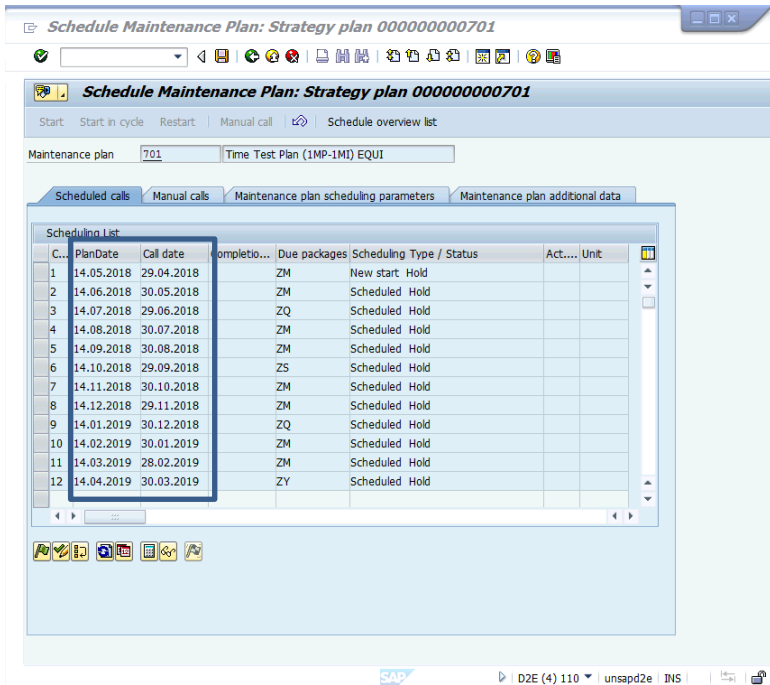 Schedule Maintenance Plan: Strategy plan 000000000701
Schedule Maintenance Plan: Strategy plan 000000000701
Start Start in cycle Restart Manual call Schedule overview list
Maintenance plan 701 Time Test Plan (1MP-1MI) EQUI
Scheduled calls Manual calls Maintenance plan scheduling parameters Maintenance plan additional data
Scheduling List
C... PlanDate Call date ompletio... Due packages Scheduling Type / Status Act.... Unit
1 14.05.2018 29.04.2018 ZM New start Hold
2 14.06.2018 30.05.2018 ZM Scheduled Hold
3 14.07.2018 29.06.2018 ZQ Scheduled Hold
4 14.08.2018 30.07.2018 ZM Scheduled Hold
5 14.09.2018 30.08.2018 ZM Scheduled Hold
6 14.10.2018 29.09.2018 ZS Scheduled Hold
7 14.11.2018 30.10.2018 ZM Scheduled Hold
8 14.12.2018 29.11.2018 ZM Scheduled Hold
9 14.01.2019 30.12.2018 ZQ Scheduled Hold
10 14.02.2019 30.01.2019 ZM Scheduled Hold
11 14.03.2019 28.02.2019 ZM Scheduled Hold
12 14.04.2019 30.03.2019 ZY Scheduled Hold
SAP D2E (4) 110 unsapd2e INS